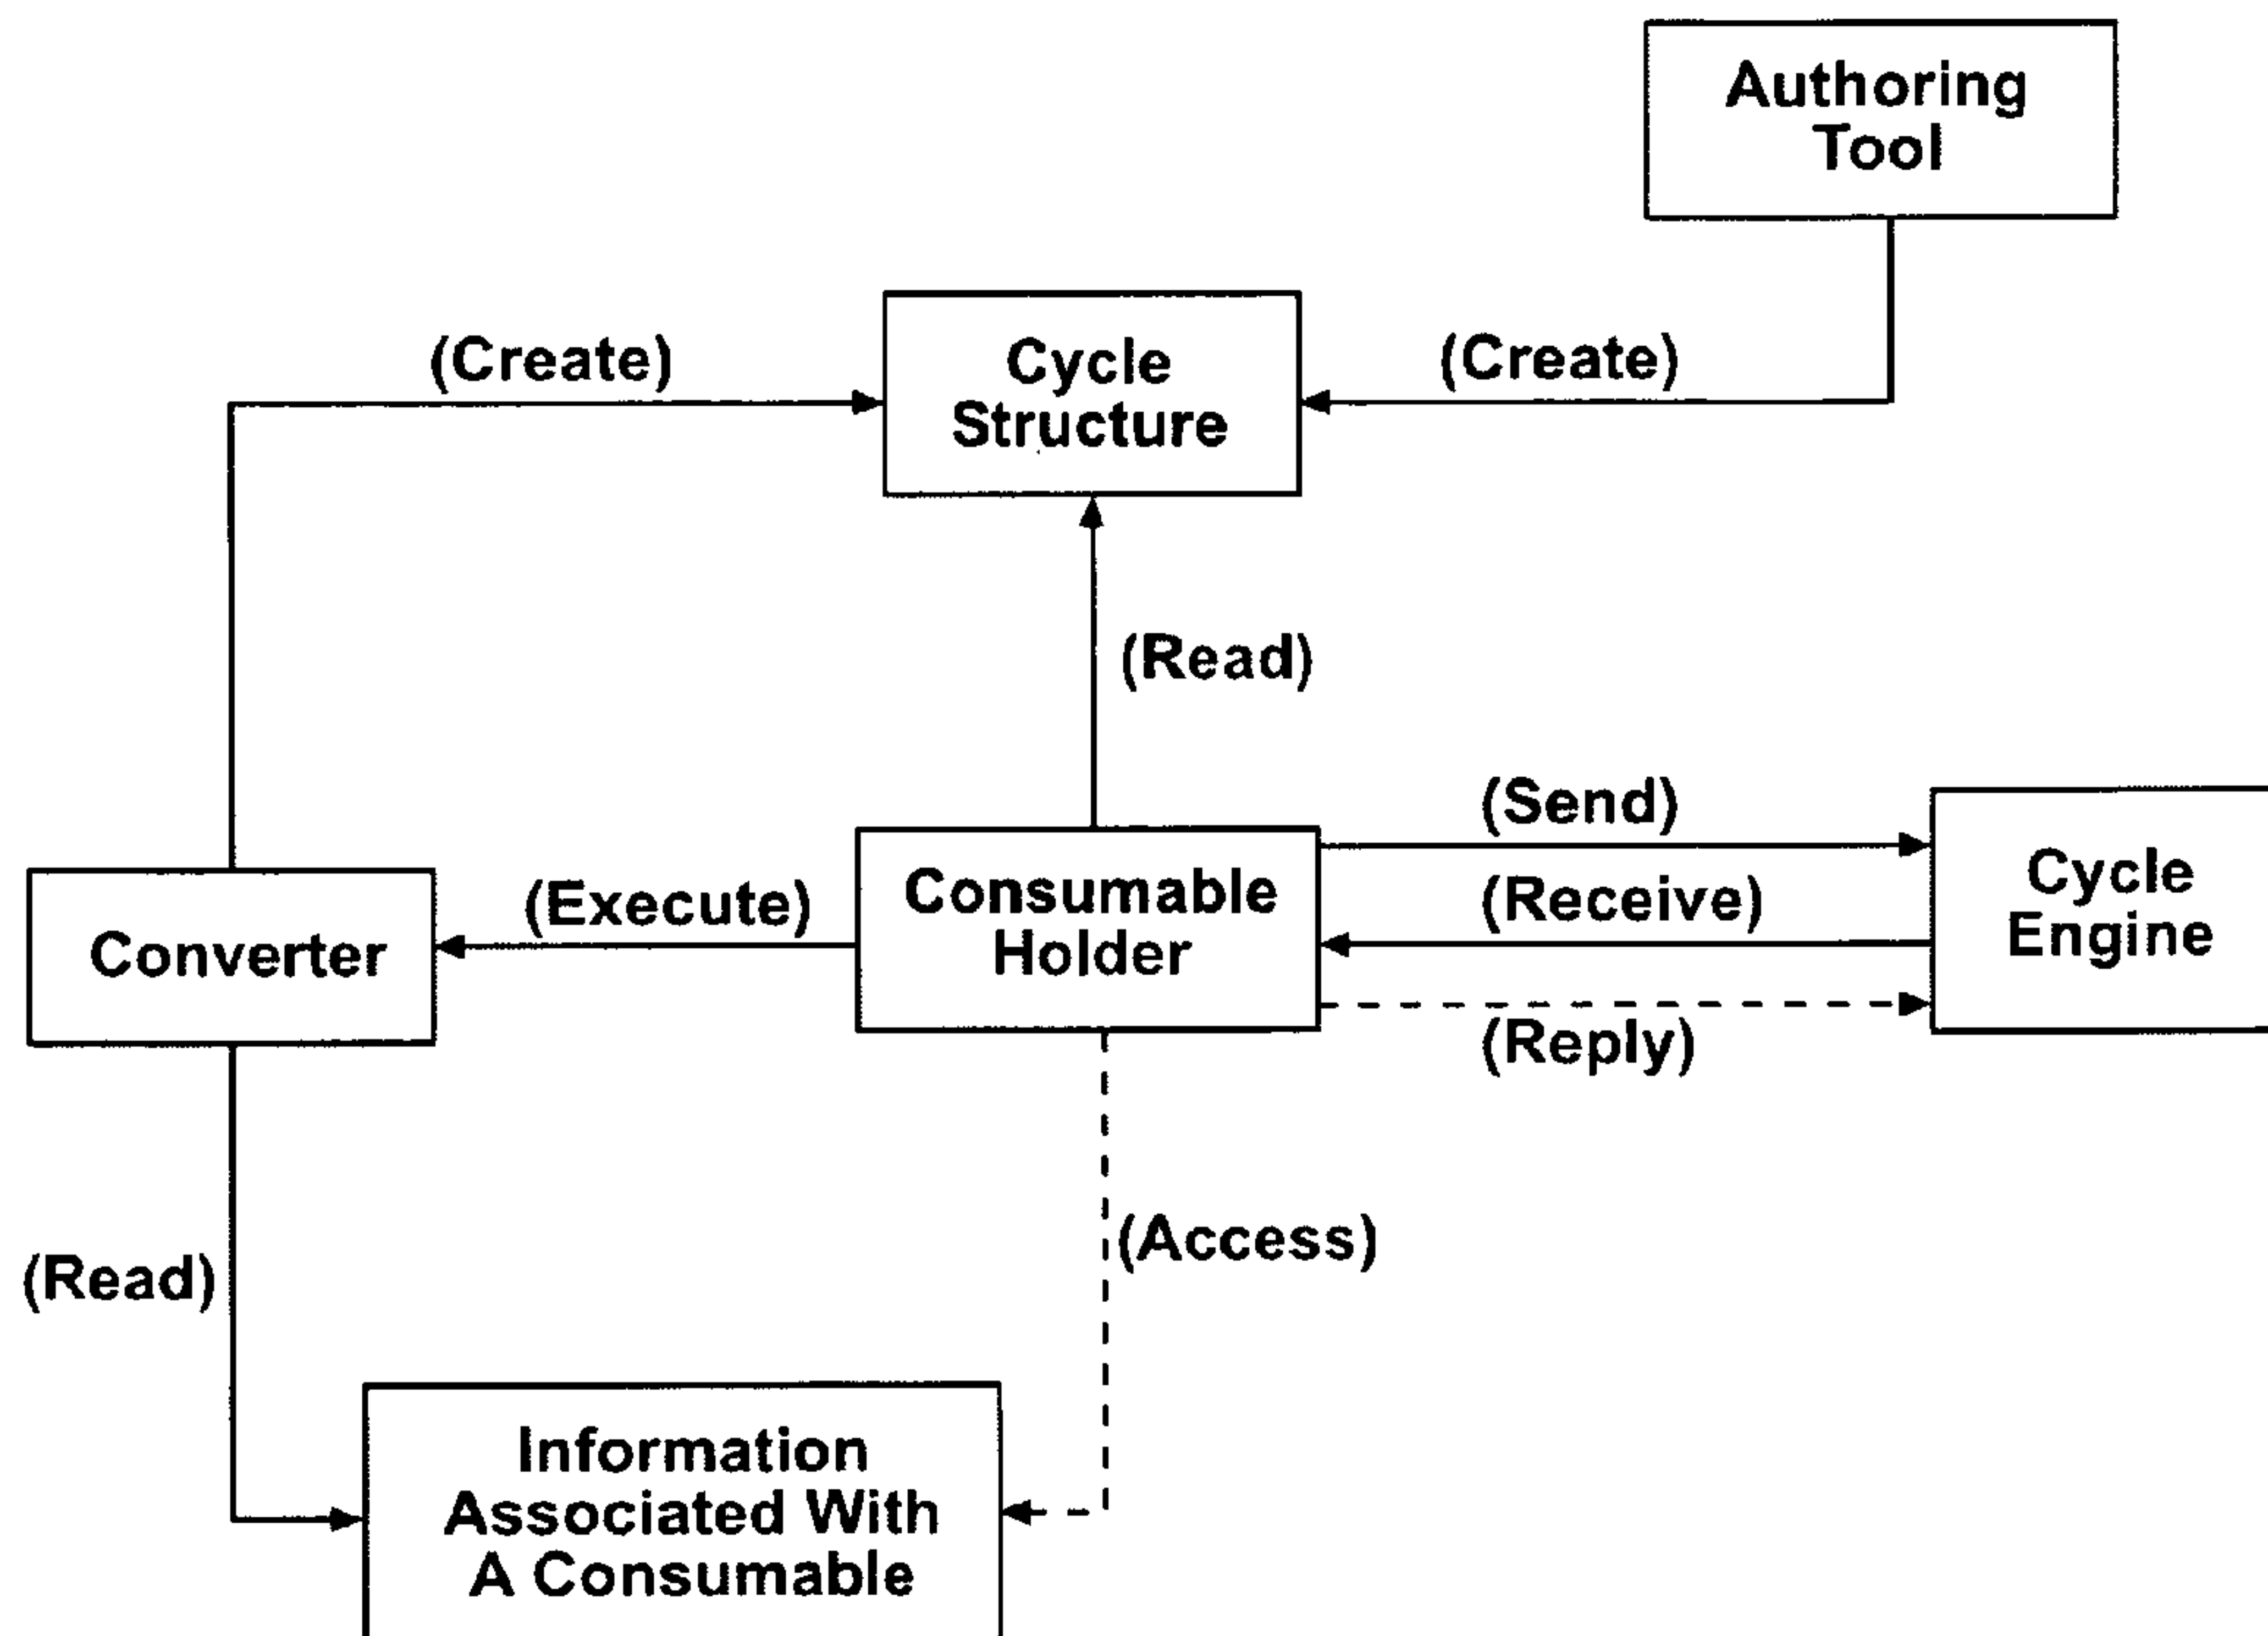 Authoring
Tool
(Create)
Cycle
Structure
(Create)
(Read)
(Send)
(Execute)
Consumable
Holder
(Receive)
Cycle
Engine
Converter
(Reply)
(Access)
(Read)
Information
Associated With
A Consumable